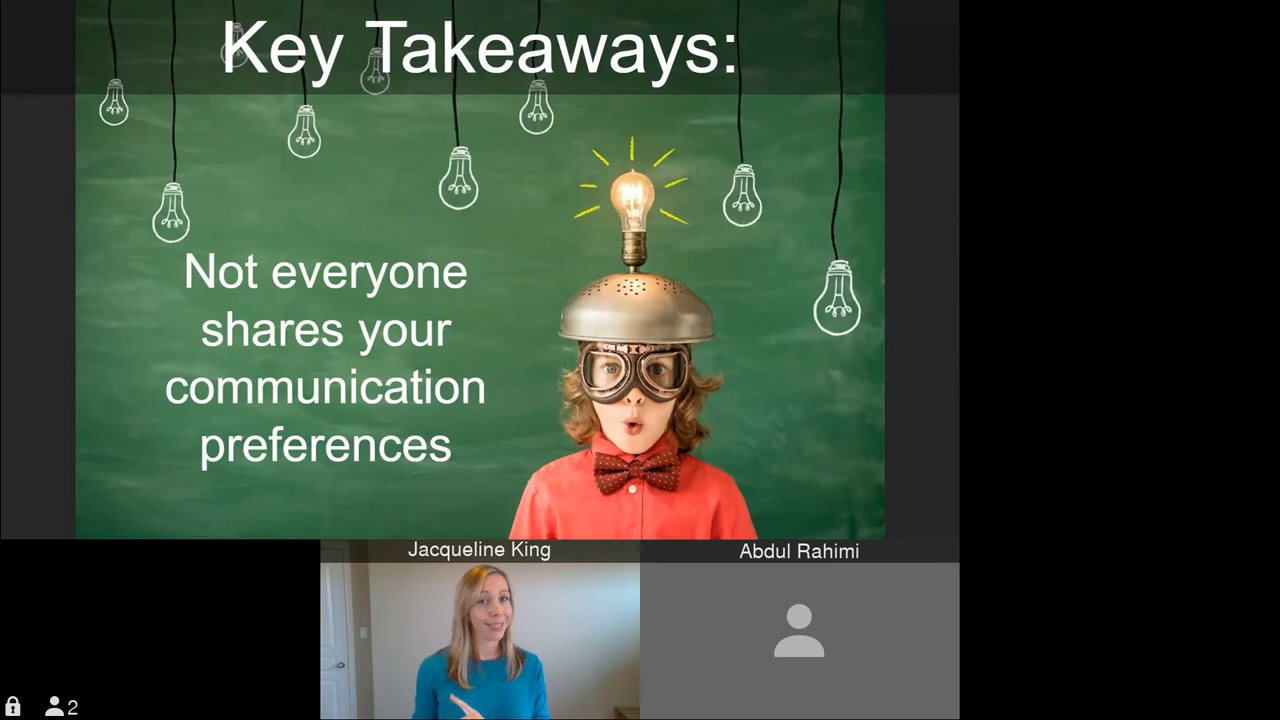 Key Takeaways:
Not everyone
shares your
communication
preferences
Jacqueline King
Abdul Rahimi
2